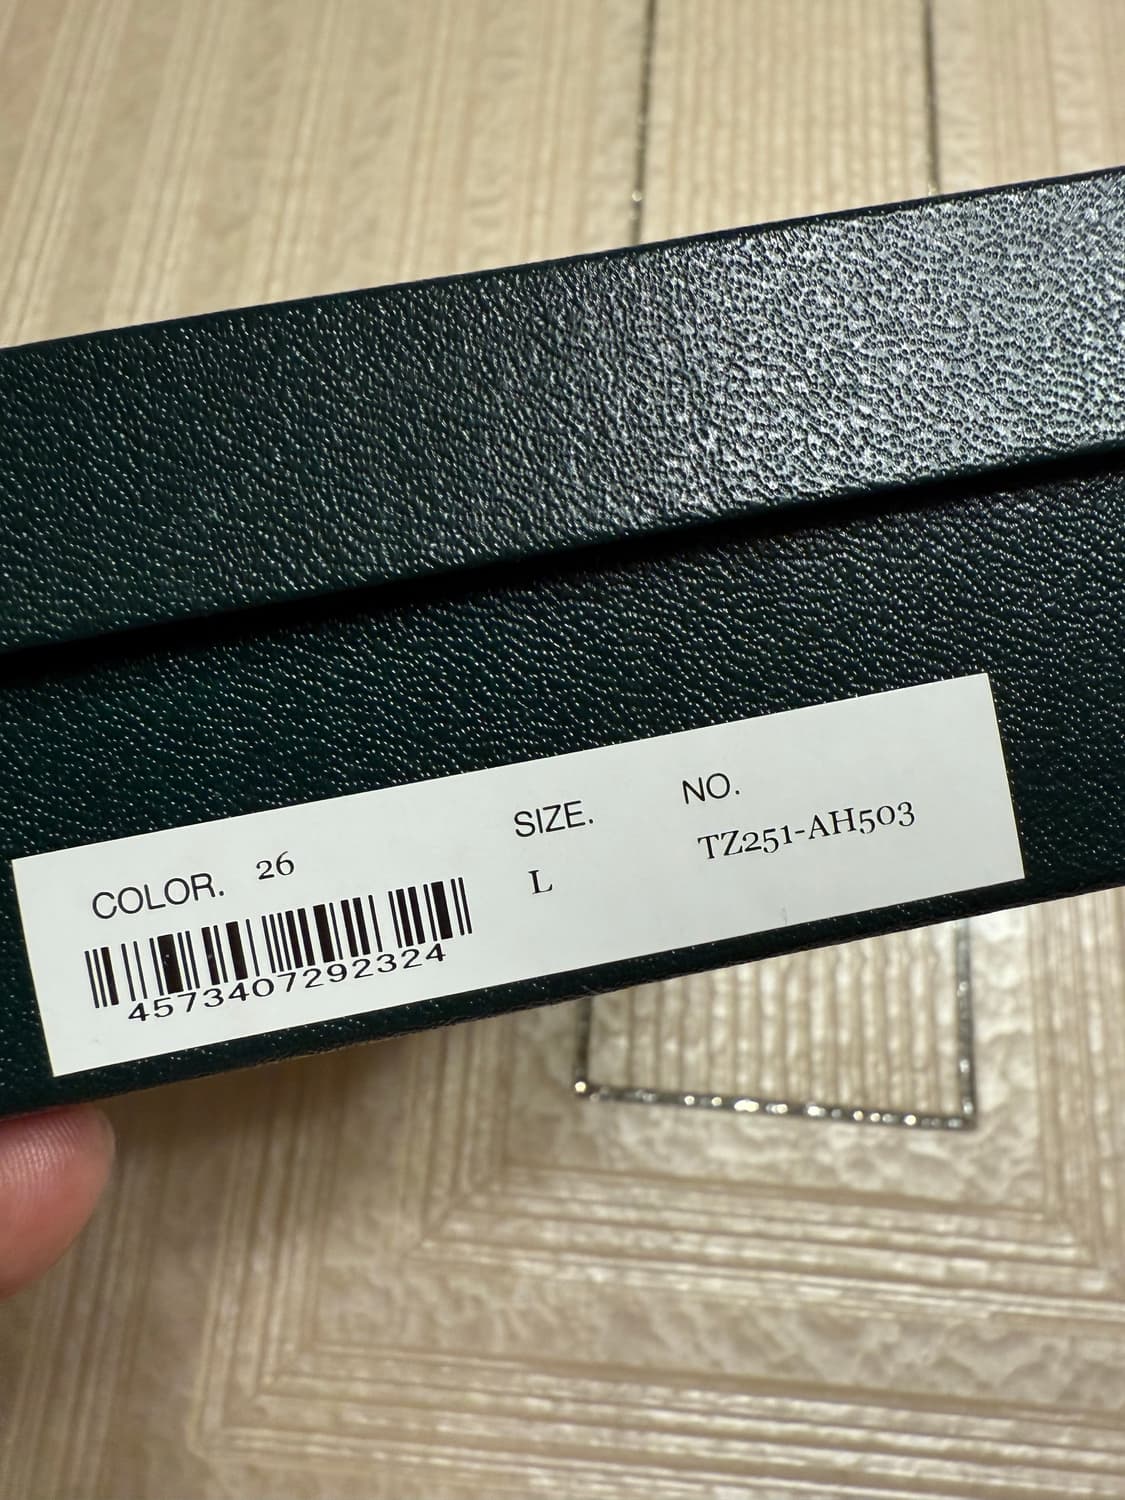 COLOR. 26
4573407292324
SIZE.
L
NO.
TZ251-AH503